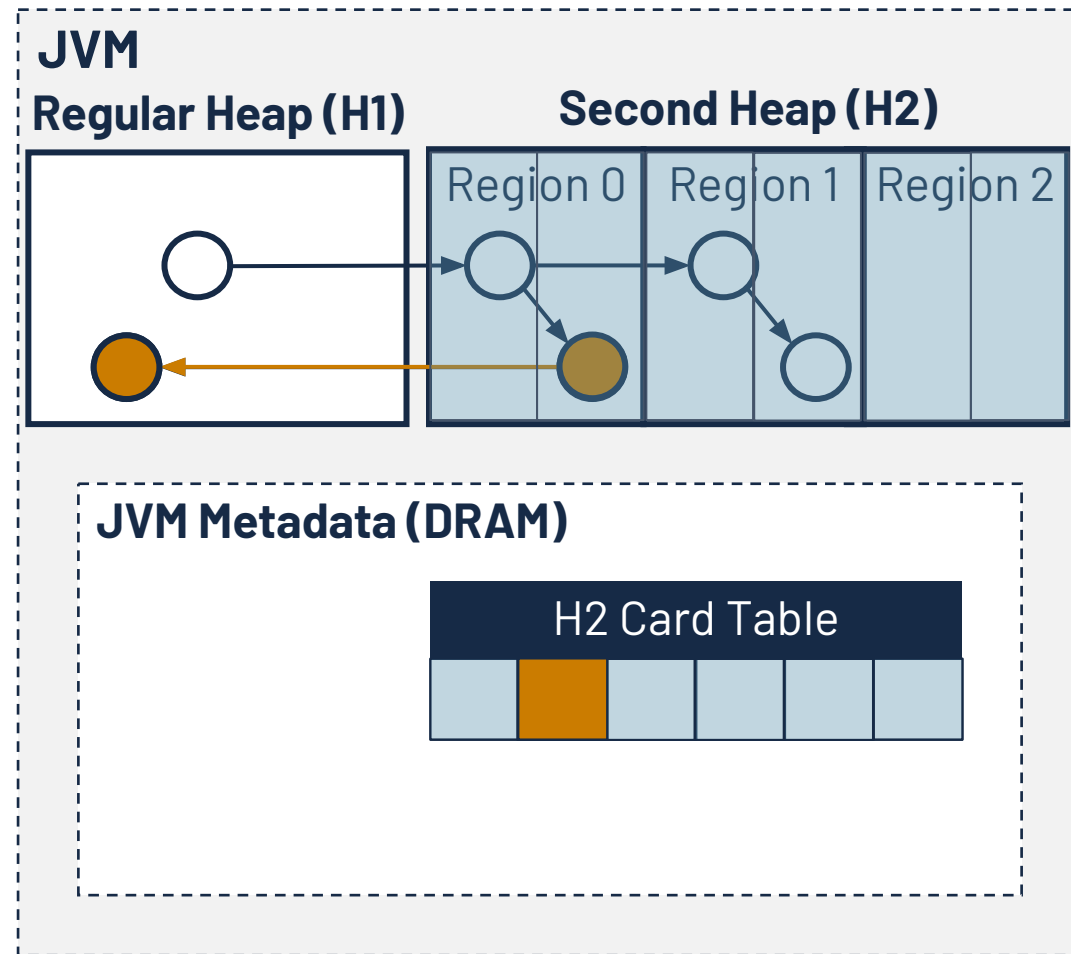 JVM
Regular Heap (H1)
Second Heap (H2)
Region 0
Region 1
Region 2
JVM Metadata (DRAM)
H2 Card Table